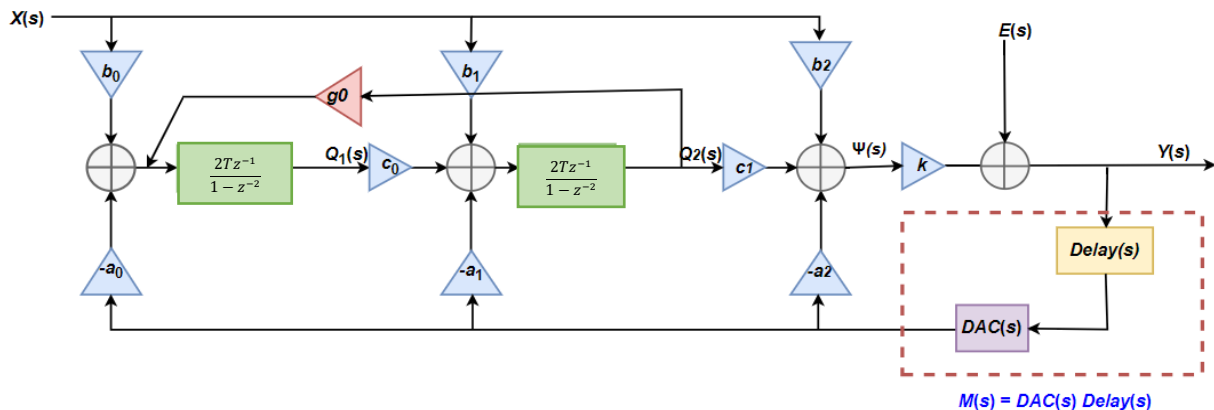 X(s)
E(s)
b₀
b₁
b2
g0
2Tz⁻¹
1 − z⁻²
Q₁(s)
c₀
2Tz⁻¹
1 − z⁻²
Q2(s)
c1
Ψ(s)
k
Y(s)
-a₀
-a₁
-a2
Delay(s)
DAC(s)
M(s) = DAC(s) Delay(s)